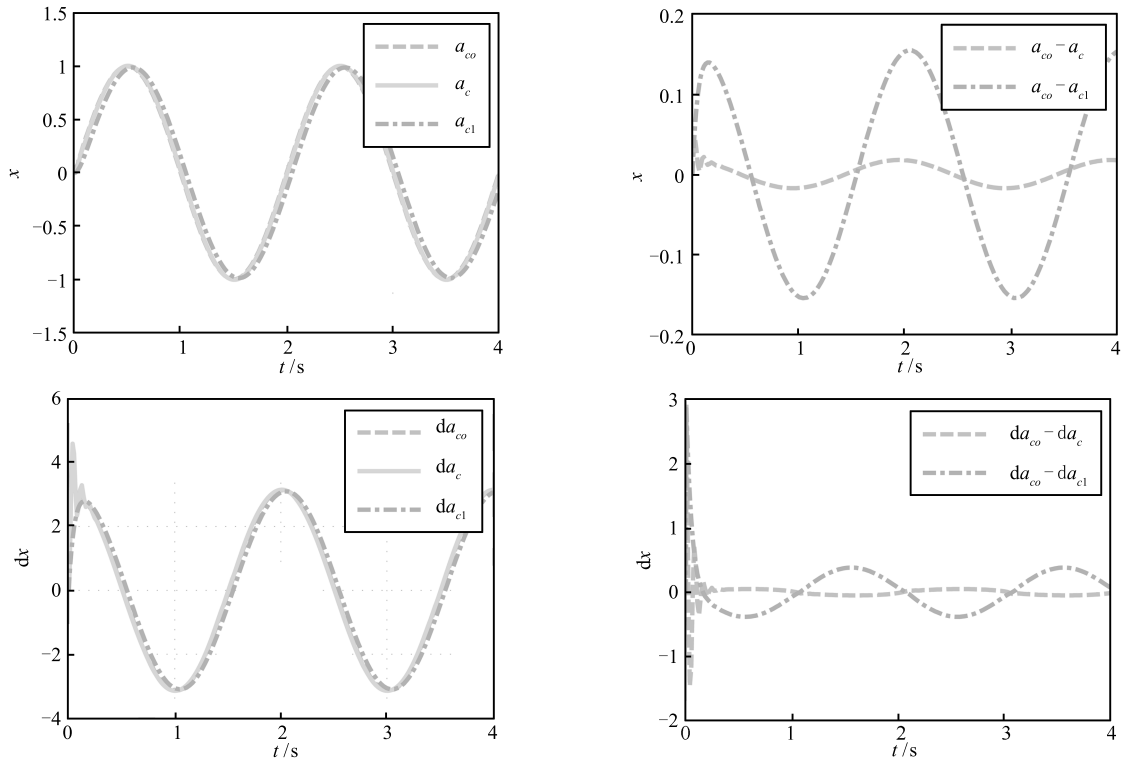 1.5
1
0.5
0
−0.5
−1
−1.5
x
0 1 2 3 4
t/s
a_co
a_c
a_c1
0.2
0.1
0
−0.1
−0.2
x
0 1 2 3 4
t/s
a_co − a_c
a_co − a_c1
6
4
2
0
−2
−4
dx
0 1 2 3 4
t/s
da_co
da_c
da_c1
3
2
1
0
−1
−2
dx
0 1 2 3 4
t/s
da_co − da_c
da_co − da_c1